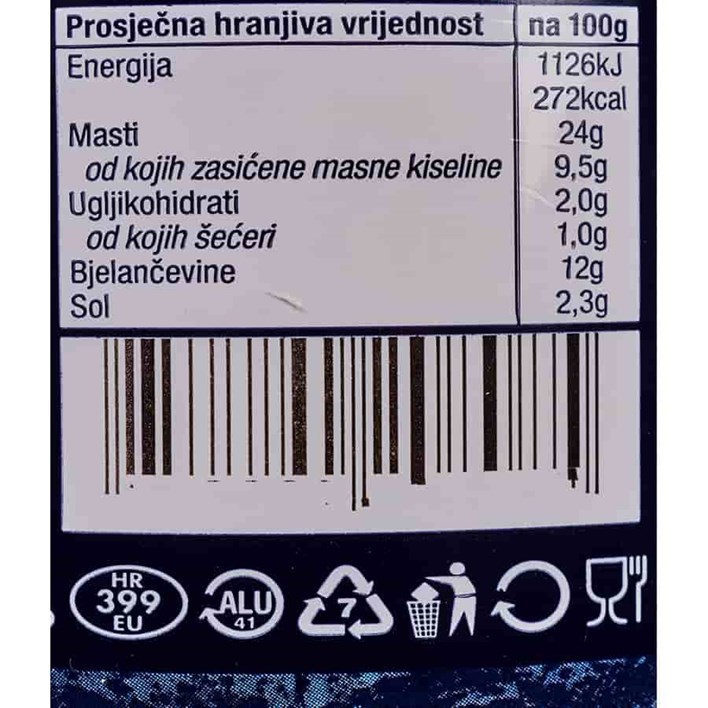 Prosječna hranjiva vrijednost na 100g
Energija 1126kJ
272kcal
Masti 24g
od kojih zasićene masne kiseline 9,5g
Ugljikohidrati 2,0g
od kojih šećeri 1,0g
Bjelančevine 12g
Sol 2,3g
HR
399
EU
ALU
41
7